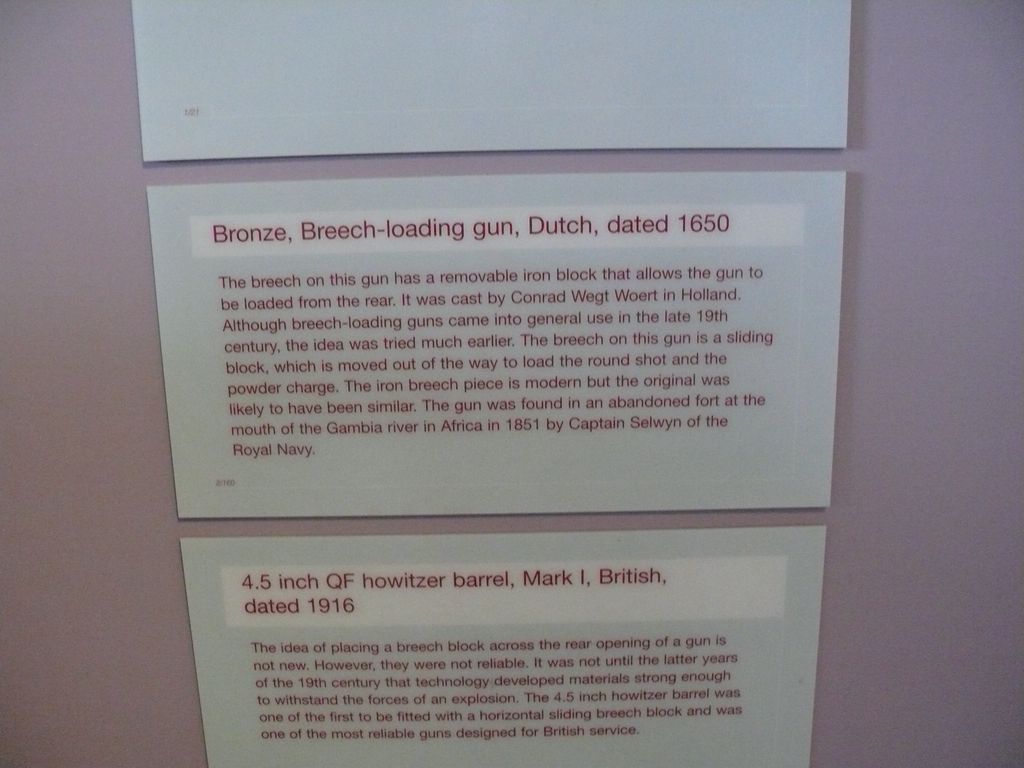 1/21
Bronze, Breech-loading gun, Dutch, dated 1650
The breech on this gun has a removable iron block that allows the gun to
be loaded from the rear. It was cast by Conrad Wegt Woert in Holland.
Although breech-loading guns came into general use in the late 19th
century, the idea was tried much earlier. The breech on this gun is a sliding
block, which is moved out of the way to load the round shot and the
powder charge. The iron breech piece is modern but the original was
likely to have been similar. The gun was found in an abandoned fort at the
mouth of the Gambia river in Africa in 1851 by Captain Selwyn of the
Royal Navy.
2/160
4.5 inch QF howitzer barrel, Mark I, British,
dated 1916
The idea of placing a breech block across the rear opening of a gun is
not new. However, they were not reliable. It was not until the latter years
of the 19th century that technology developed materials strong enough
to withstand the forces of an explosion. The 4.5 inch howitzer barrel was
one of the first to be fitted with a horizontal sliding breech block and was
one of the most reliable guns designed for British service.